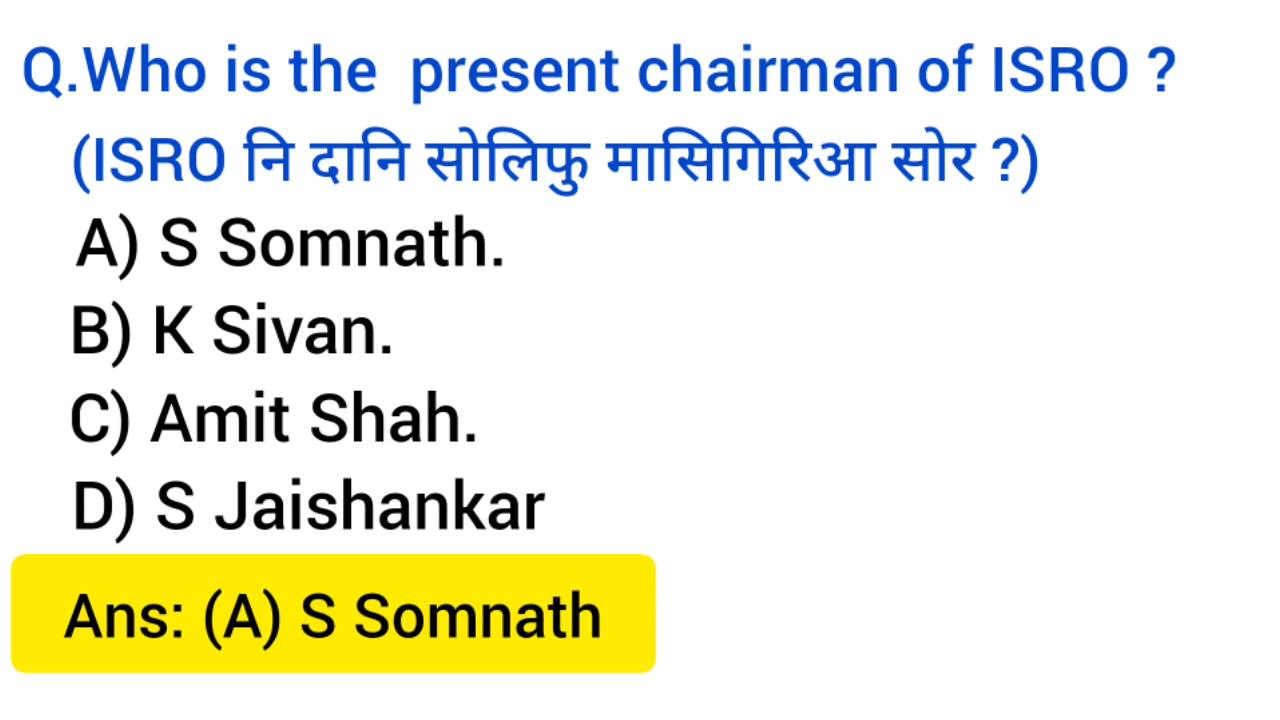 Q.Who is the present chairman of ISRO ?
(ISRO नि दानि सोलिफु मासिगिरिआ सोर ?)
A) S Somnath.
B) K Sivan.
C) Amit Shah.
D) S Jaishankar
Ans: (A) S Somnath